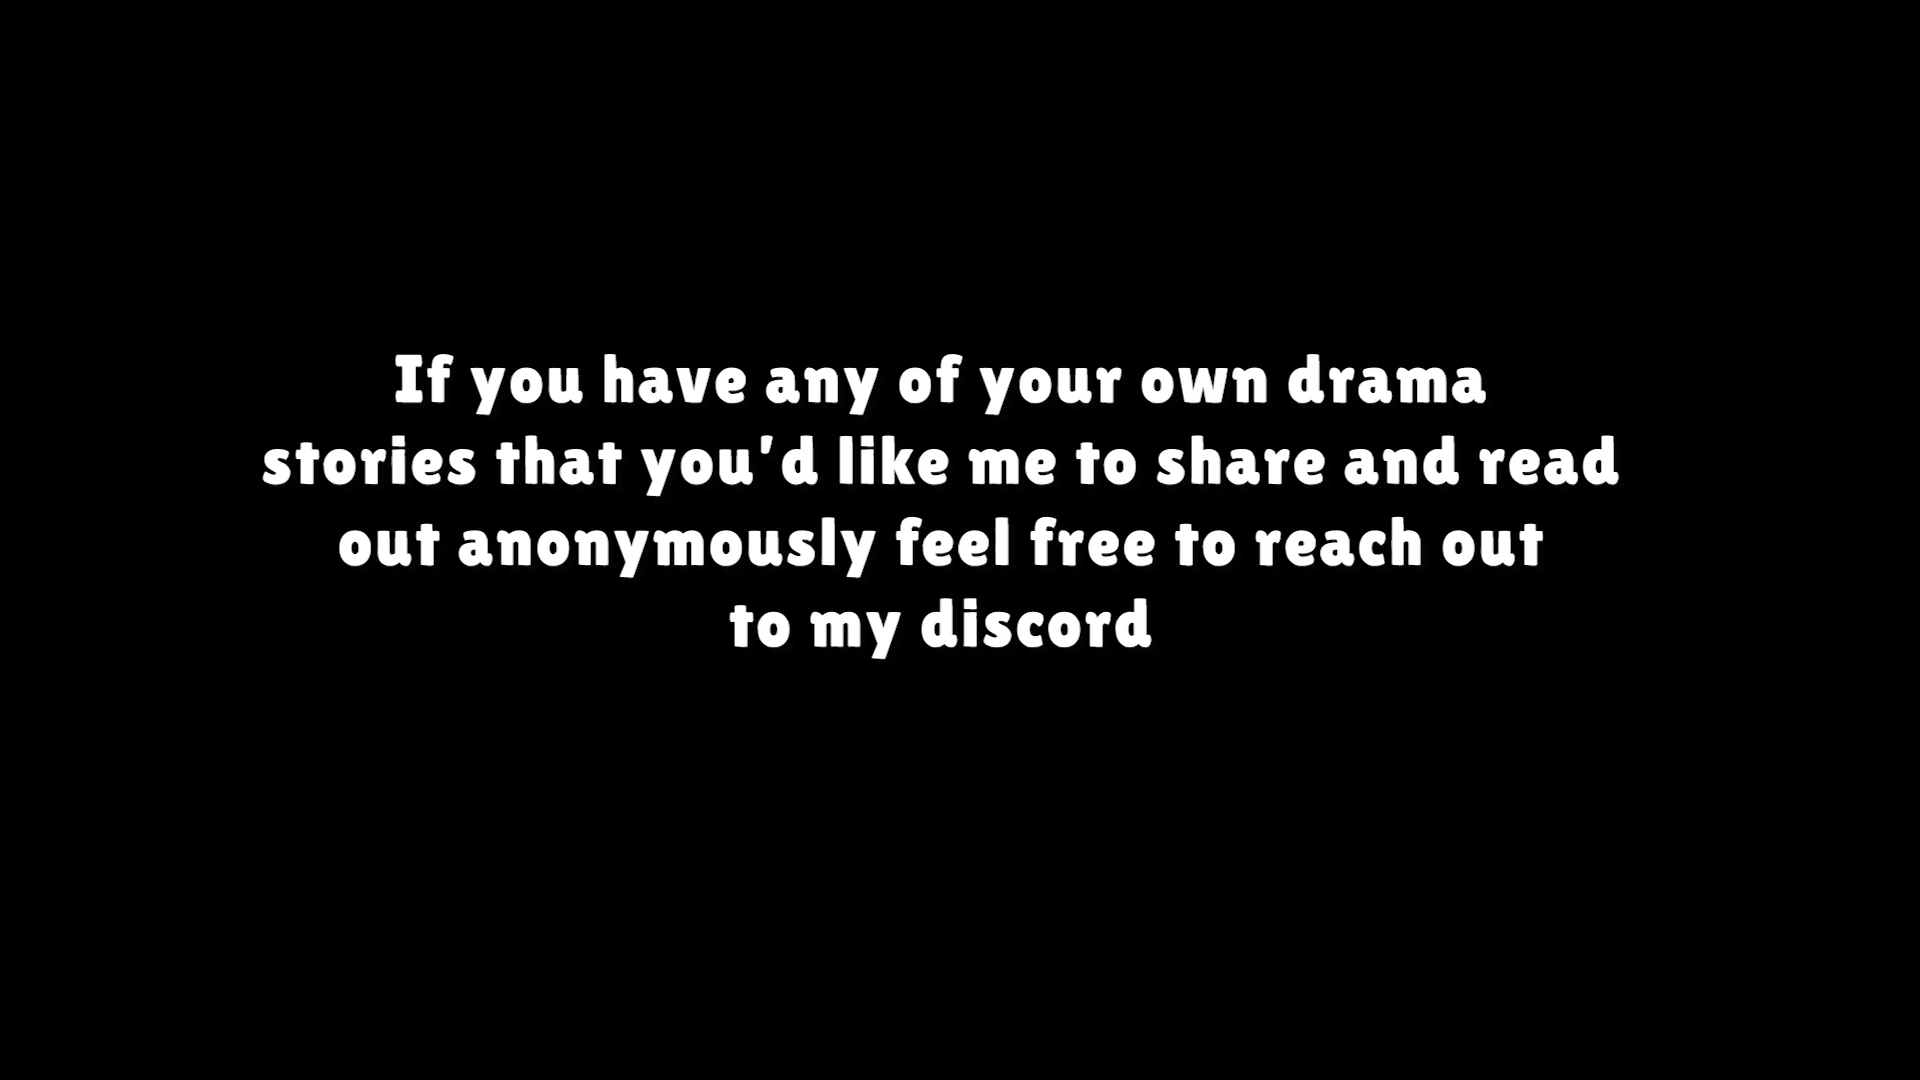 If you have any of your own drama
stories that you'd like me to share and read
out anonymously feel free to reach out
to my discord